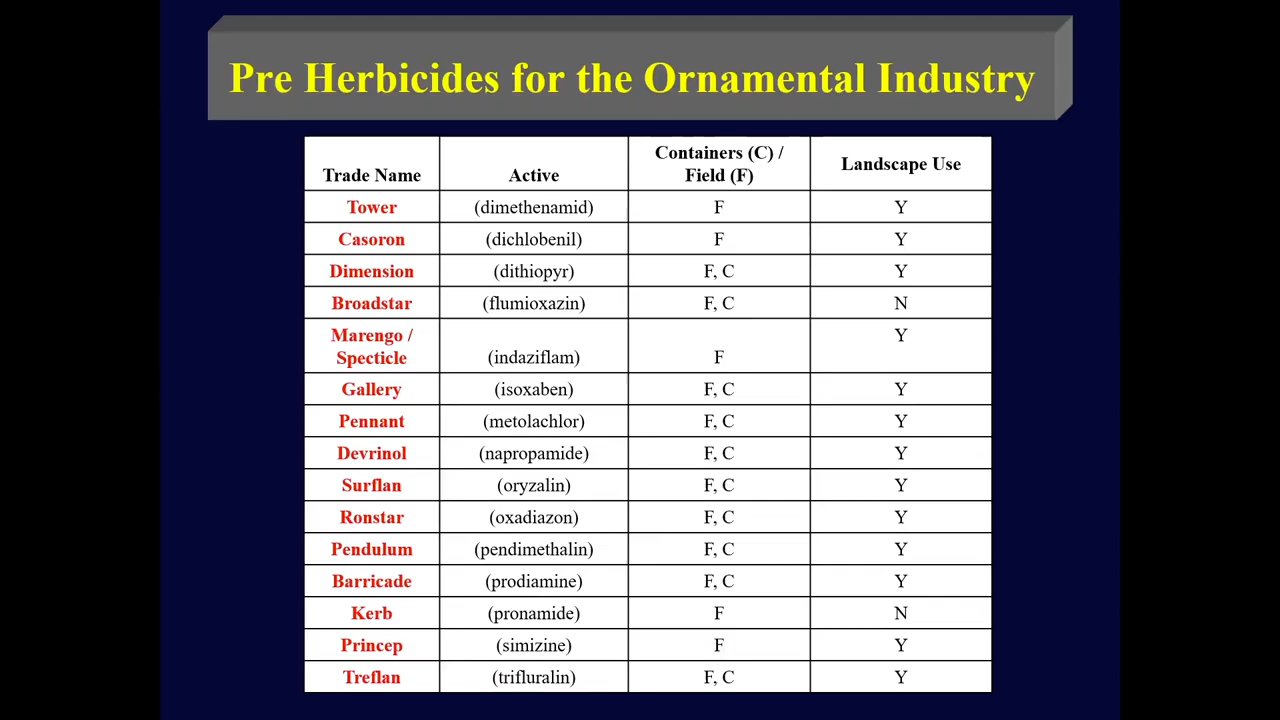 Pre Herbicides for the Ornamental Industry
Trade Name Active Containers (C) / Field (F) Landscape Use
Tower (dimethenamid) F Y
Casoron (dichlobenil) F Y
Dimension (dithiopyr) F, C Y
Broadstar (flumioxazin) F, C N
Marengo / Specticle (indaziflam) F Y
Gallery (isoxaben) F, C Y
Pennant (metolachlor) F, C Y
Devrinol (napropamide) F, C Y
Surflan (oryzalin) F, C Y
Ronstar (oxadiazon) F, C Y
Pendulum (pendimethalin) F, C Y
Barricade (prodiamine) F, C Y
Kerb (pronamide) F N
Princep (simizine) F Y
Treflan (trifluralin) F, C Y